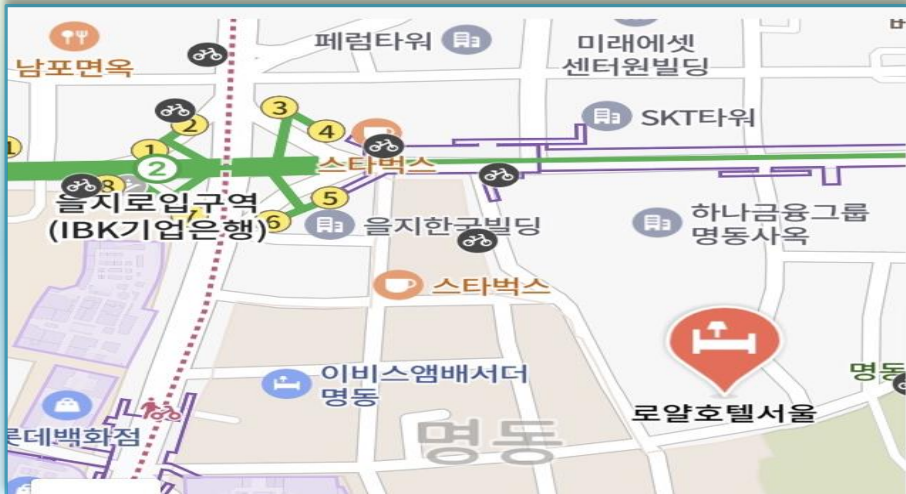 남포면옥
페럼타워
미래에셋
센터원빌딩
SKT타워
3
4
2
1
2
스타벅스
8
5
6
7
을지로입구역
(IBK기업은행)
을지한국빌딩
하나금융그룹
명동사옥
스타벅스
이비스앰배서더
명동
로얄호텔서울
명동
롯데백화점
명동